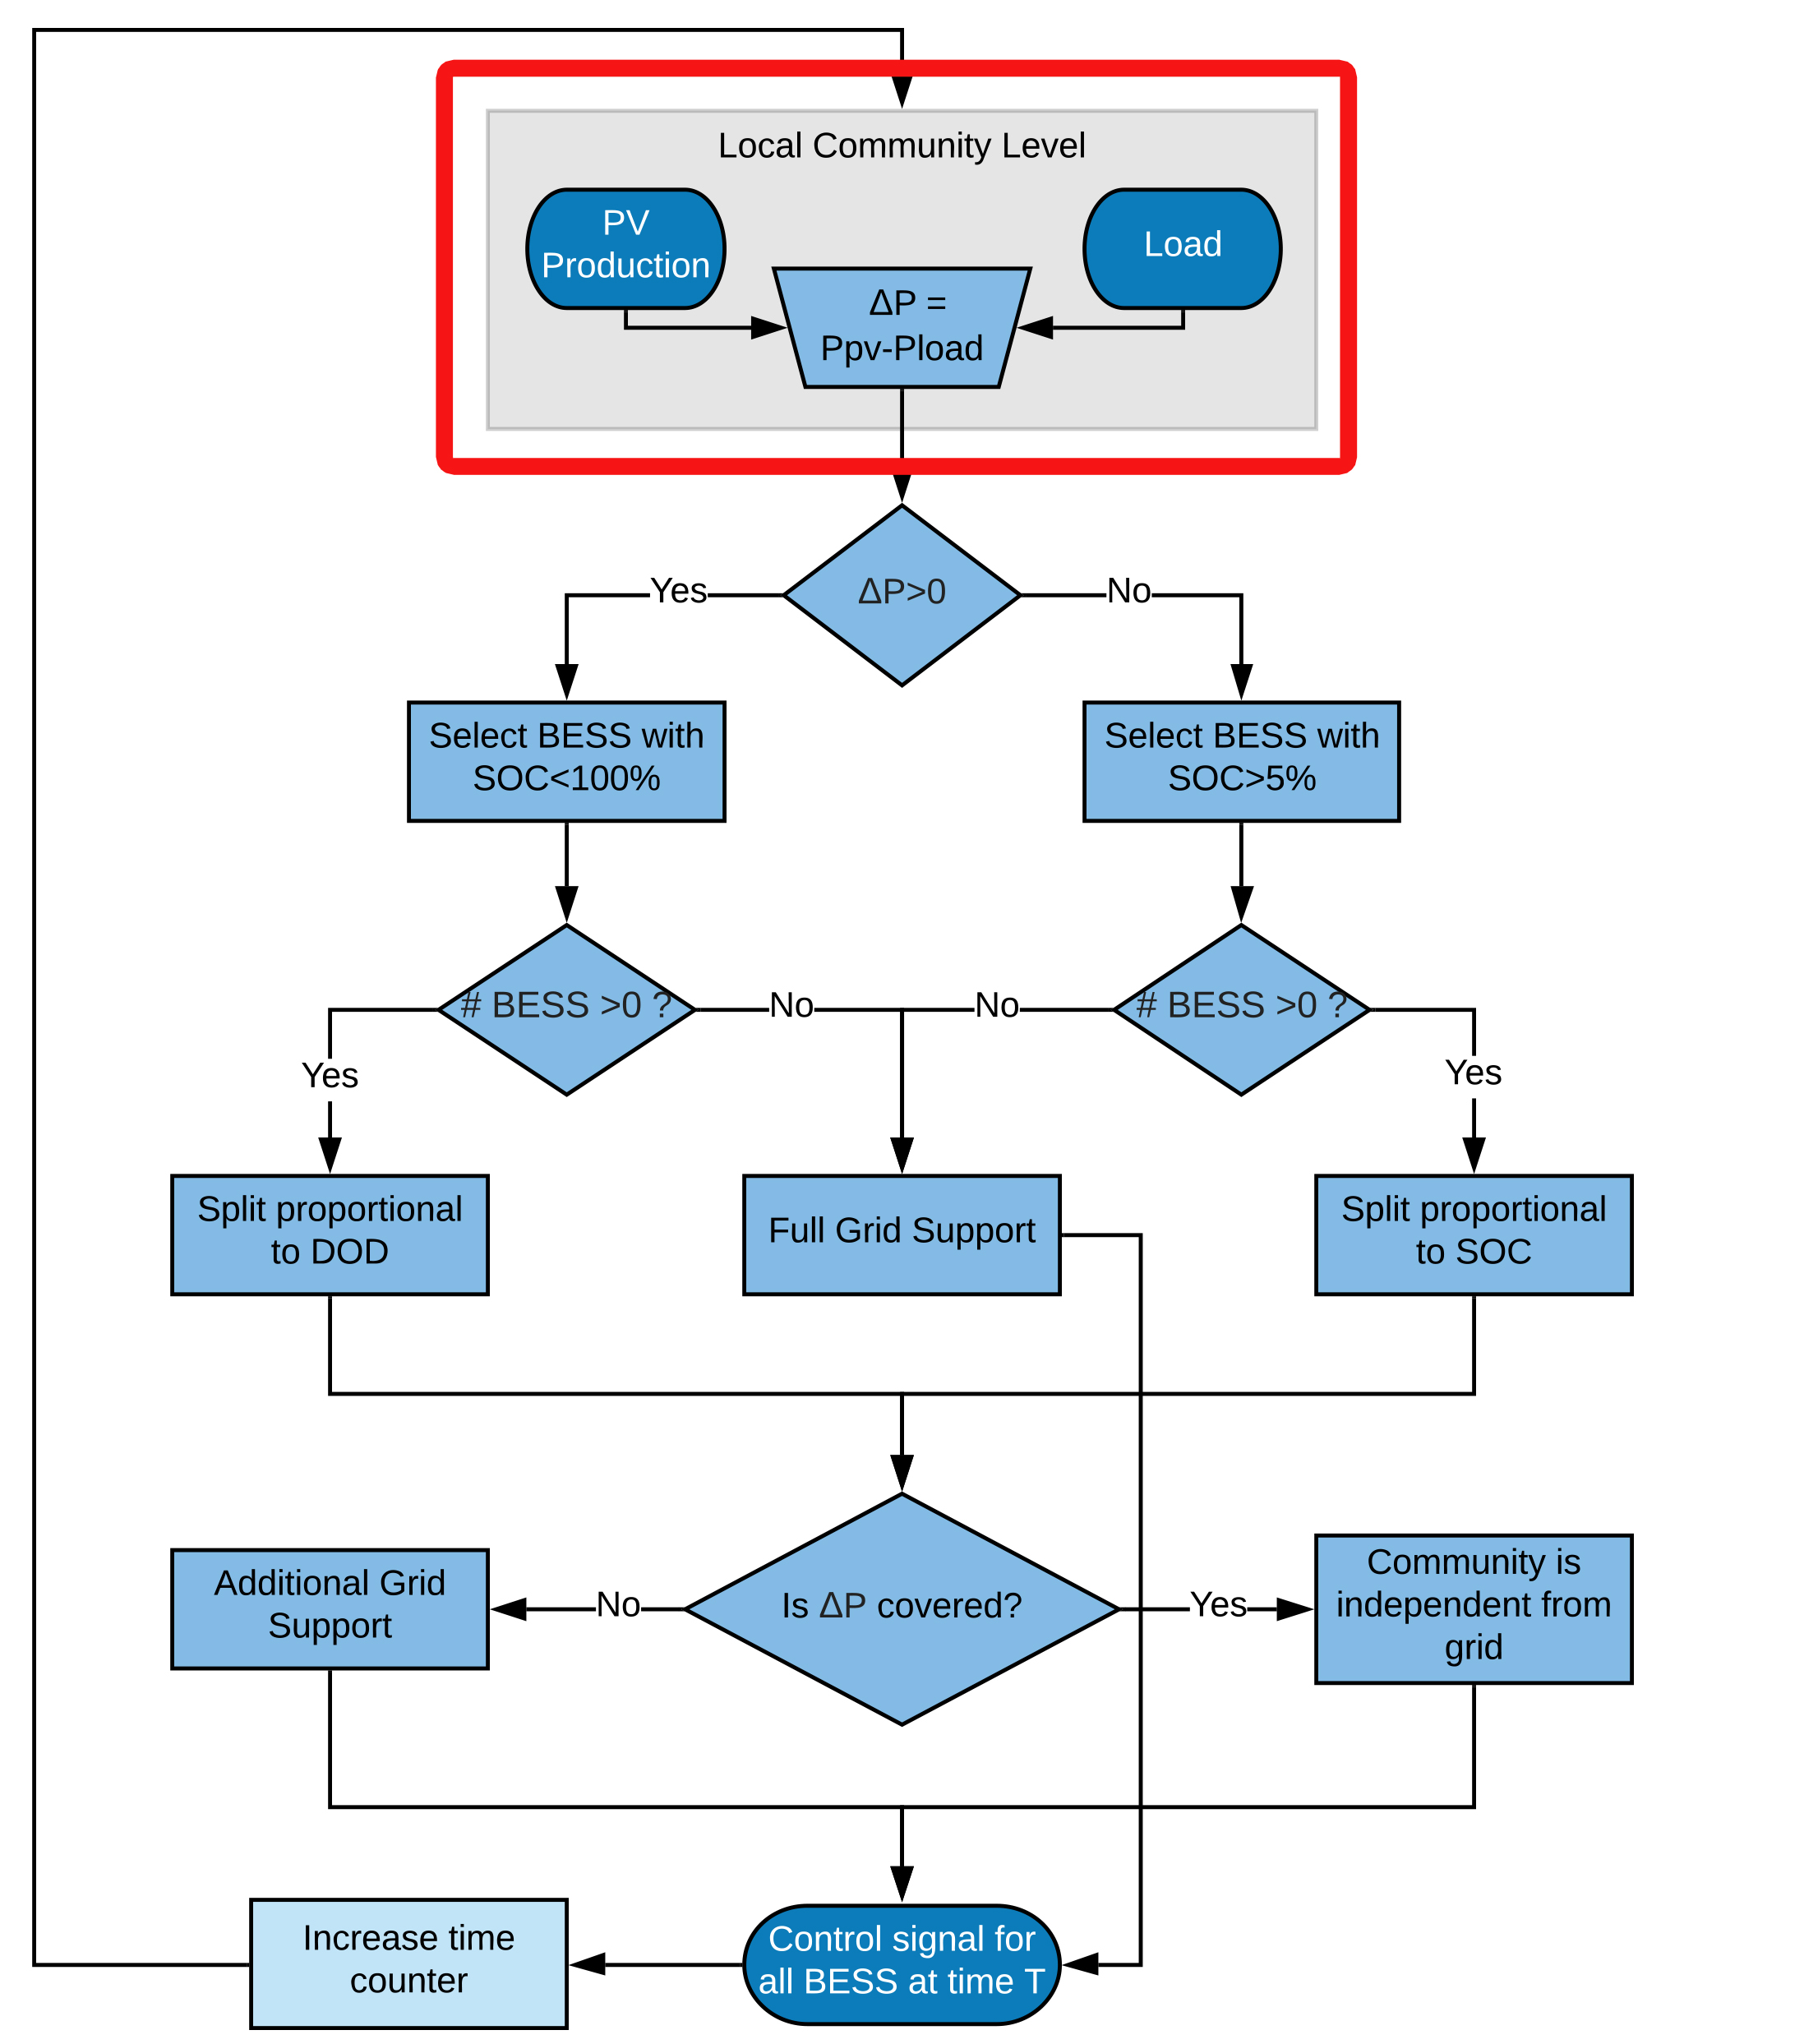 Local Community Level
PV
Production
Load
ΔP =
Ppv-Pload
ΔP>0
Yes
No
Select BESS with
SOC<100%
Select BESS with
SOC>5%
# BESS >0 ?
No
No
# BESS >0 ?
Yes
Yes
Split proportional
to DOD
Full Grid Support
Split proportional
to SOC
Additional Grid
Support
No
Is ΔP covered?
Yes
Community is
independent from
grid
Increase time
counter
Control signal for
all BESS at time T